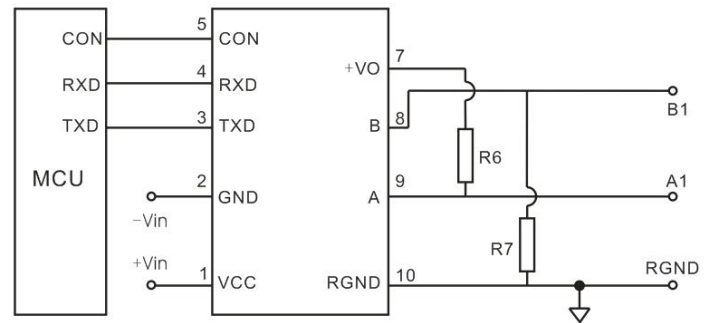 5
CON CON
7
4
+VO
RXD RXD
3
8
B1
TXD TXD B
R6
MCU
2
9
A1
GND A
−Vin
R7
+Vin
1
10
RGND
VCC RGND